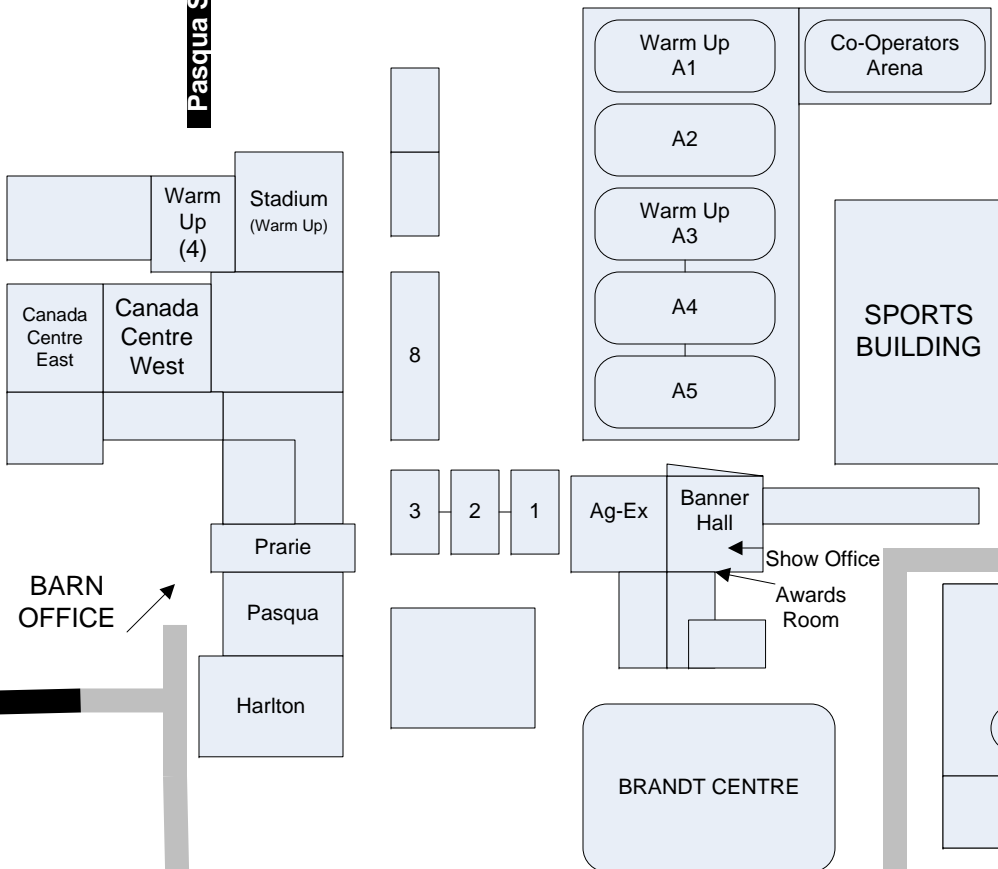 Pasqua S
Warm Up
A1
Co-Operators
Arena
A2
Warm
Up
(4)
Stadium
(Warm Up)
Warm Up
A3
Canada
Centre
East
Canada
Centre
West
8
A4
SPORTS
BUILDING
A5
3
2
1
Ag-Ex
Banner
Hall
Prarie
Show Office
BARN
OFFICE
Awards
Room
Pasqua
Harlton
BRANDT CENTRE